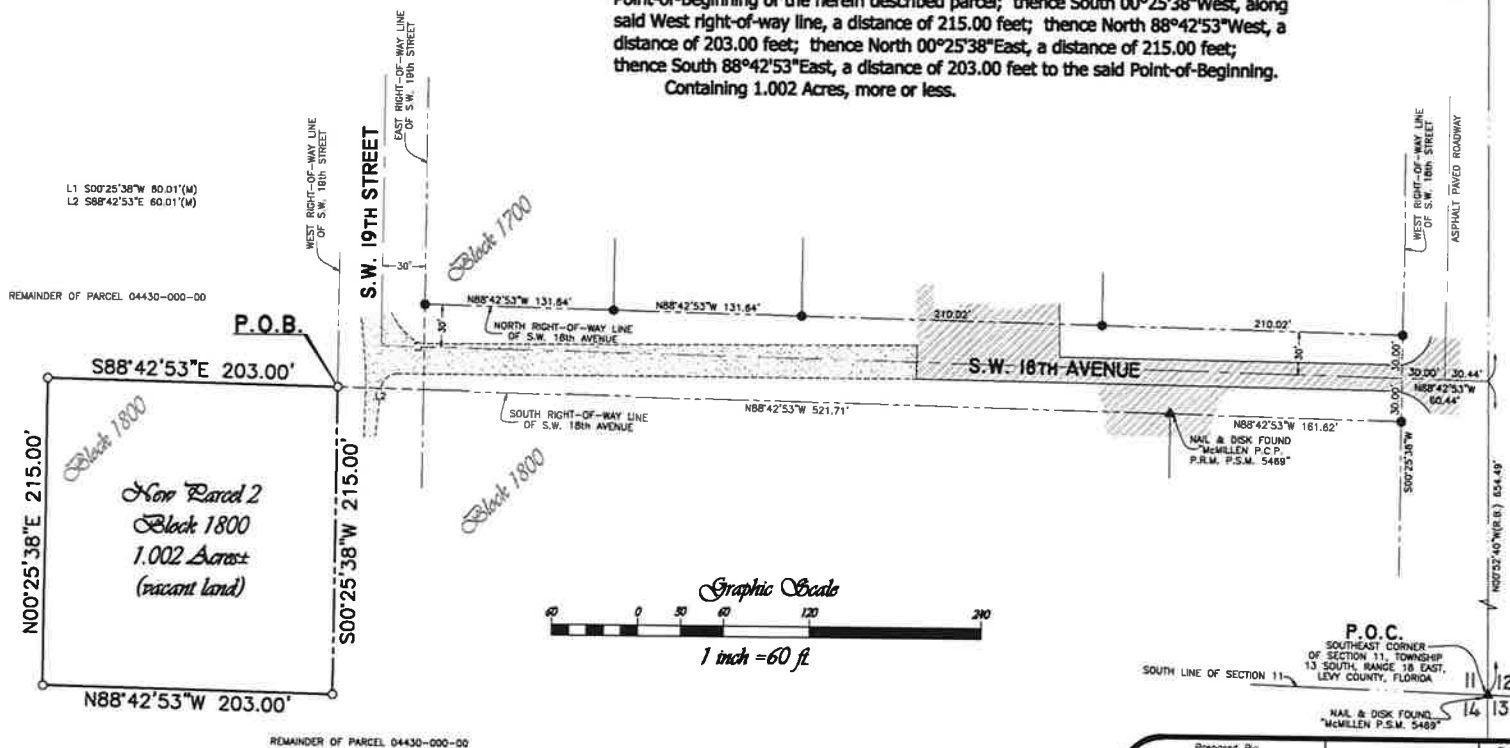 Point-of-Beginning of the herein described parcel; thence South 00°25'38"West, along
said West right-of-way line, a distance of 215.00 feet; thence North 88°42'53"West, a
distance of 203.00 feet; thence North 00°25'38"East, a distance of 215.00 feet;
thence South 88°42'53"East, a distance of 203.00 feet to the said Point-of-Beginning.
Containing 1.002 Acres, more or less.
L1 S00°25'38"W 60.01'(M)
L2 S88°42'53"E 60.01'(M)
WEST RIGHT-OF-WAY LINE
OF S.W. 19th STREET
S.W. 19TH STREET
EAST RIGHT-OF-WAY LINE
OF S.W. 19th STREET
30'
Block 1700
WEST RIGHT-OF-WAY LINE
OF S.W. 18th STREET
ASPHALT PAVED ROADWAY
REMAINDER OF PARCEL 04430-000-00
P.O.B.
N88°42'53"W 131.64'
N88°42'53"W 131.64'
210.02'
210.02'
30'
NORTH RIGHT-OF-WAY LINE
OF S.W. 18th AVENUE
30'
30.00'
S.W. 18TH AVENUE
30.00'
30.44'
N88°42'53"W
60.44'
30.00'
S88°42'53"E 203.00'
L2
SOUTH RIGHT-OF-WAY LINE
OF S.W. 18th AVENUE
N88°42'53"W 521.71'
N88°42'53"W 161.62'
NAIL & DISK FOUND
"McMILLEN P.C.P.
P.R.M. P.S.M. 5469"
S00°25'38"W
Block 1800
Block 1800
N00°25'38"E 215.00'
New Parcel 2
Block 1800
1.002 Acres±
(vacant land)
S00°25'38"W 215.00'
N88°42'53"W 203.00'
Graphic Scale
60 0 30 60 120 240
1 inch =60 ft
N00°52'40"W(R.B.) 654.49'
P.O.C.
SOUTHEAST CORNER
OF SECTION 11, TOWNSHIP
13 SOUTH, RANGE 18 EAST,
LEVY COUNTY, FLORIDA
SOUTH LINE OF SECTION 11
11 12
14 13
NAIL & DISK FOUND
"McMILLEN P.S.M. 5469"
REMAINDER OF PARCEL 04430-000-00
Prepared By